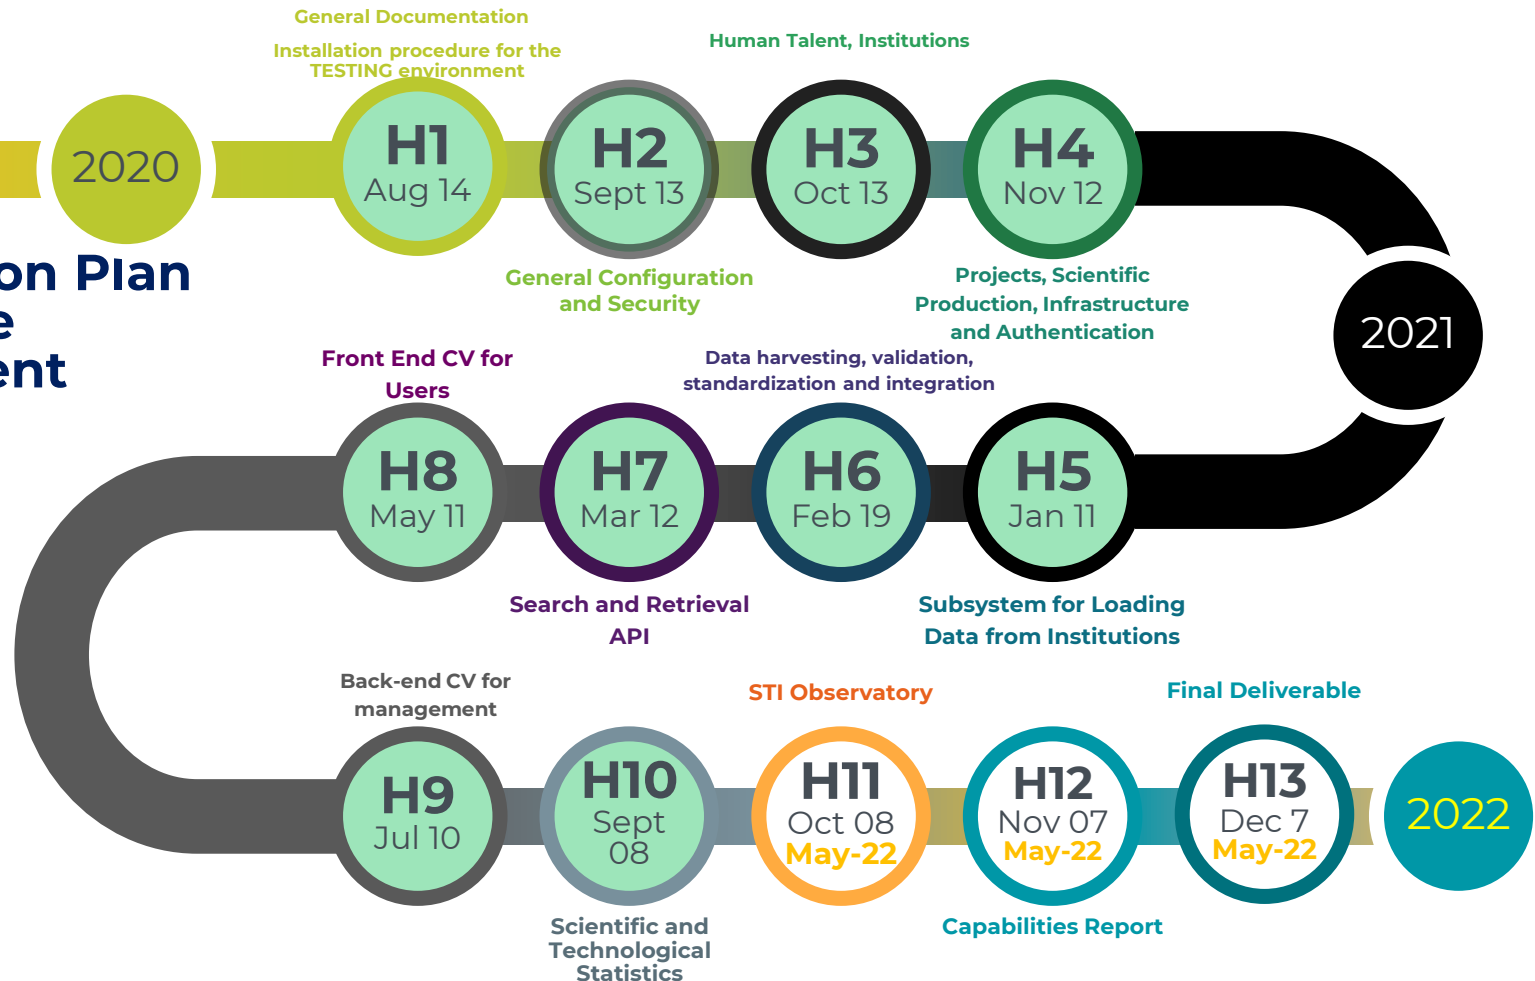 General Documentation
Installation procedure for the
TESTING environment
Human Talent, Institutions
2020
H1
Aug 14
H2
Sept 13
H3
Oct 13
H4
Nov 12
on Plan
e
ent
General Configuration
and Security
Projects, Scientific
Production, Infrastructure
and Authentication
2021
Front End CV for
Users
Data harvesting, validation,
standardization and integration
H8
May 11
H7
Mar 12
H6
Feb 19
H5
Jan 11
Search and Retrieval
API
Subsystem for Loading
Data from Institutions
Back-end CV for
management
STI Observatory
Final Deliverable
H9
Jul 10
H10
Sept
08
H11
Oct 08
May-22
H12
Nov 07
May-22
H13
Dec 7
May-22
2022
Scientific and
Technological
Statistics
Capabilities Report